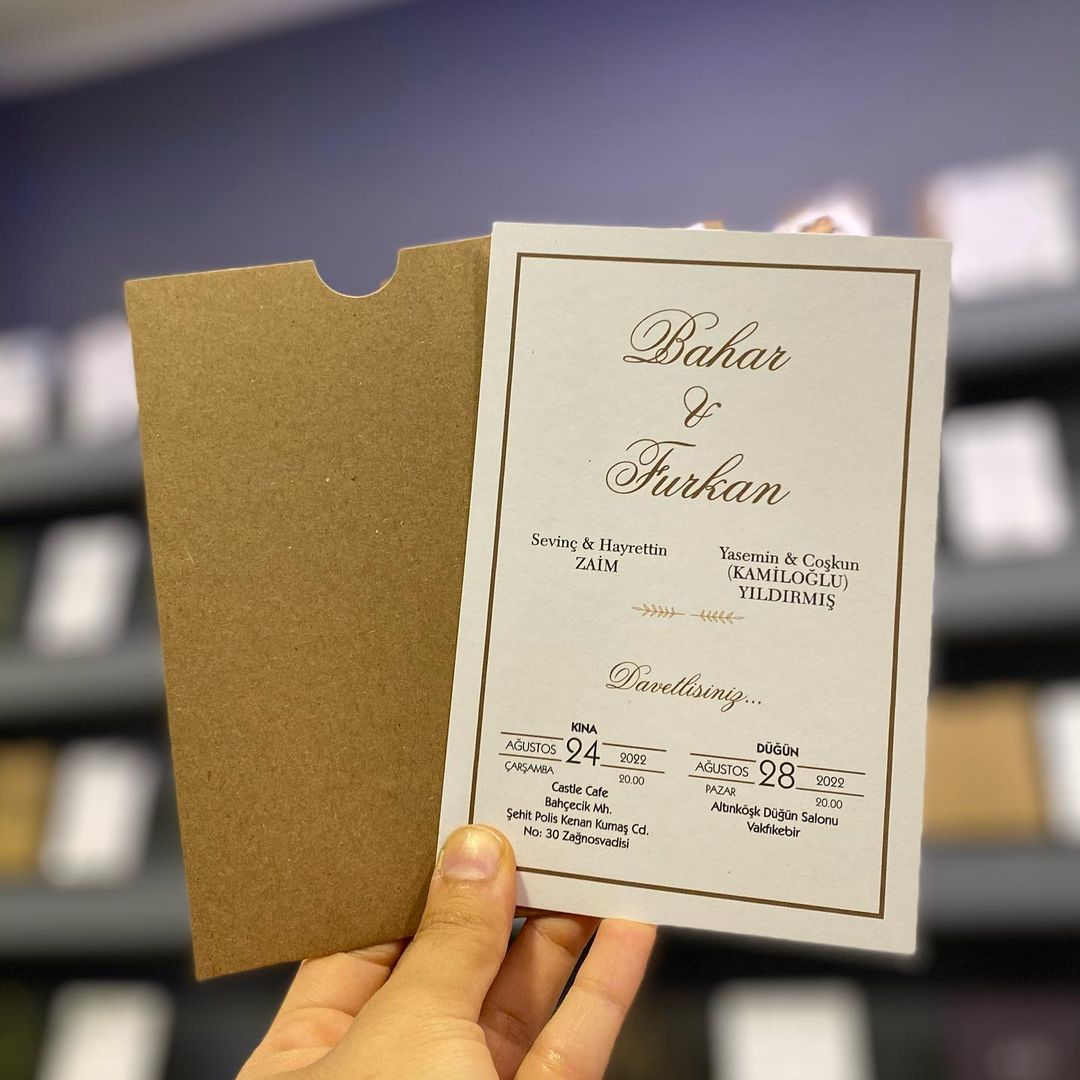 Bahar
&
Furkan
Sevinç & Hayrettin
ZAİM
Yasemin & Coşkun
(KAMİLOĞLU)
YILDIRMIŞ
Davetlisiniz...
KINA
AĞUSTOS 24 2022
ÇARŞAMBA 20.00
Castle Cafe
Bahçecik Mh.
Şehit Polis Kenan Kumaş Cd.
No: 30 Zağnosvadisi
DÜĞÜN
AĞUSTOS 28 2022
PAZAR 20.00
Altınköşk Düğün Salonu
Vakfıkebir